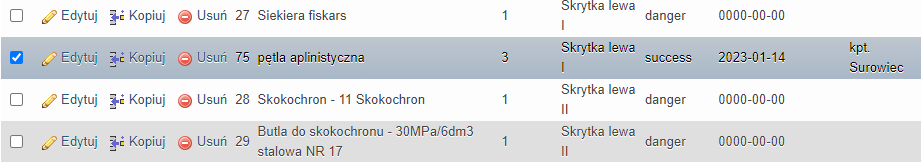 Edytuj Kopiuj Usuń 27 Siekiera fiskars 1 Skrytka lewa I danger 0000-00-00
Edytuj Kopiuj Usuń 75 pętla aplinistyczna 3 Skrytka lewa I success 2023-01-14 kpt. Surowiec
Edytuj Kopiuj Usuń 28 Skokochron - 11 Skokochron 1 Skrytka lewa II danger 0000-00-00
Edytuj Kopiuj Usuń 29 Butla do skokochronu - 30MPa/6dm3 stalowa NR 17 1 Skrytka lewa II danger 0000-00-00